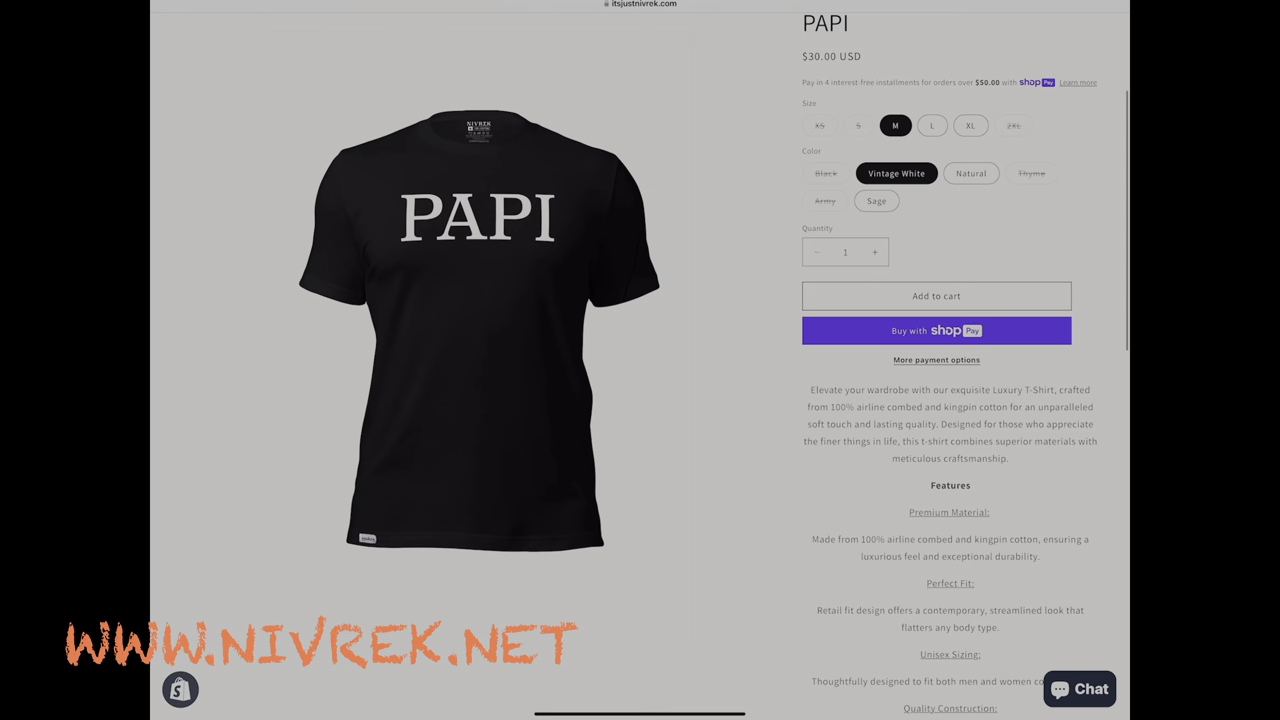 itsjustnivrek.com
PAPI
$30.00 USD
Pay in 4 interest-free installments for orders over $50.00 with shop Pay Learn more
Size
XS S M L XL 2XL
Color
Black Vintage White Natural Thyme
Army Sage
Quantity
− 1 +
Add to cart
Buy with shop Pay
More payment options
Elevate your wardrobe with our exquisite Luxury T-Shirt, crafted
from 100% airline combed and kingpin cotton for an unparalleled
soft touch and lasting quality. Designed for those who appreciate
the finer things in life, this t-shirt combines superior materials with
meticulous craftsmanship.
Features
Premium Material:
Made from 100% airline combed and kingpin cotton, ensuring a
luxurious feel and exceptional durability.
Perfect Fit:
Retail fit design offers a contemporary, streamlined look that
flatters any body type.
Unisex Sizing:
Thoughtfully designed to fit both men and women
Quality Construction:
Chat
NIVREK
PAPI
WWW.NIVREK.NET